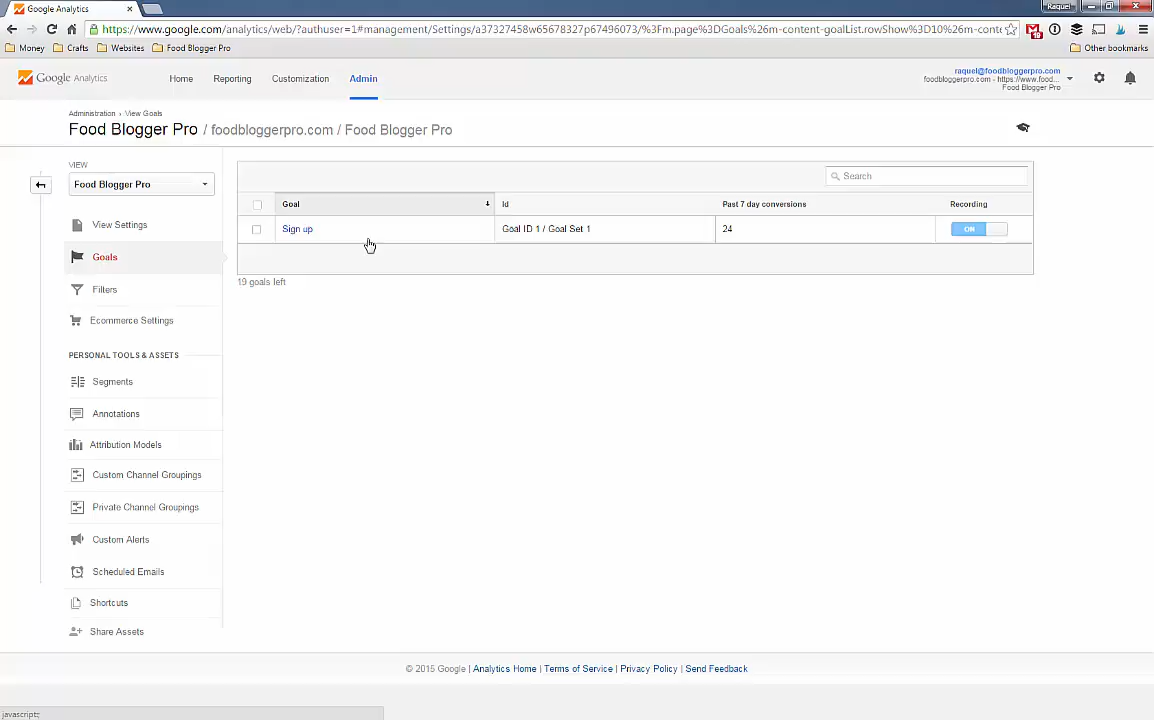 Google Analytics
Raquel
https://www.google.com/analytics/web/?authuser=1#management/Settings/a37327458w65678327p67496073/%3Fm.page%3DGoals%26m-content-goalList.rowShow%3D10%26m-conte
Money
Crafts
Websites
Food Blogger Pro
Other bookmarks
Google Analytics
Home
Reporting
Customization
Admin
raquel@foodbloggerpro.com
foodbloggerpro.com - https://www.food...
Food Blogger Pro
Administration › View Goals
Food Blogger Pro / foodbloggerpro.com / Food Blogger Pro
VIEW
Food Blogger Pro
View Settings
Goals
Filters
Ecommerce Settings
PERSONAL TOOLS & ASSETS
Segments
Annotations
Attribution Models
Custom Channel Groupings
Private Channel Groupings
Custom Alerts
Scheduled Emails
Shortcuts
Share Assets
Search
Goal
Id
Past 7 day conversions
Recording
Sign up
Goal ID 1 / Goal Set 1
24
ON
19 goals left
© 2015 Google | Analytics Home | Terms of Service | Privacy Policy | Send Feedback
javascript:;